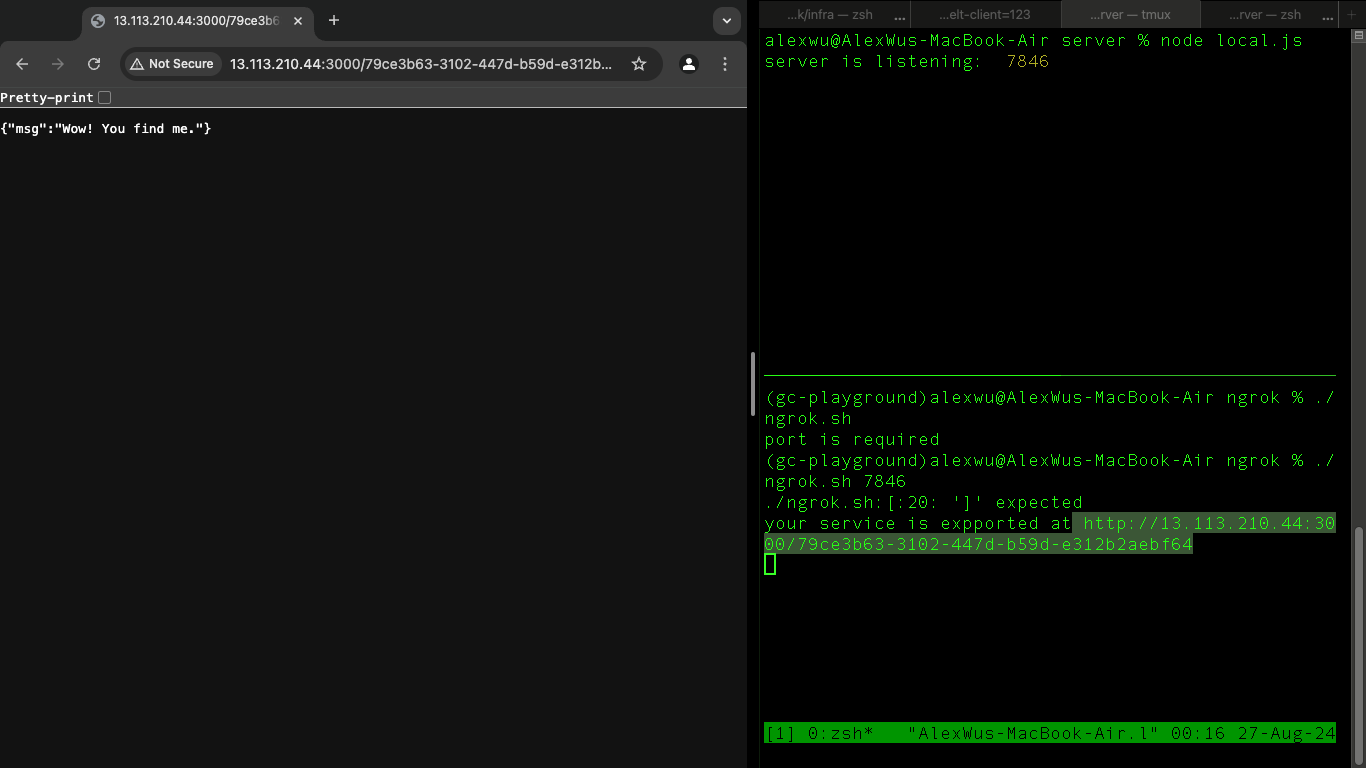 13.113.210.44:3000/79ce3b6
Not Secure
13.113.210.44:3000/79ce3b63-3102-447d-b59d-e312b...
Pretty-print
{"msg":"Wow! You find me."}
...k/infra — zsh ...
...elt-client=123
...rver — tmux
...rver — zsh ...
alexwu@AlexWus-MacBook-Air server % node local.js
server is listening:  7846
(gc-playground)alexwu@AlexWus-MacBook-Air ngrok % ./
ngrok.sh
port is required
(gc-playground)alexwu@AlexWus-MacBook-Air ngrok % ./
ngrok.sh 7846
./ngrok.sh:[:20: ']' expected
your service is expported at http://13.113.210.44:30
00/79ce3b63-3102-447d-b59d-e312b2aebf64
[1] 0:zsh*   "AlexWus-MacBook-Air.l" 00:16 27-Aug-24